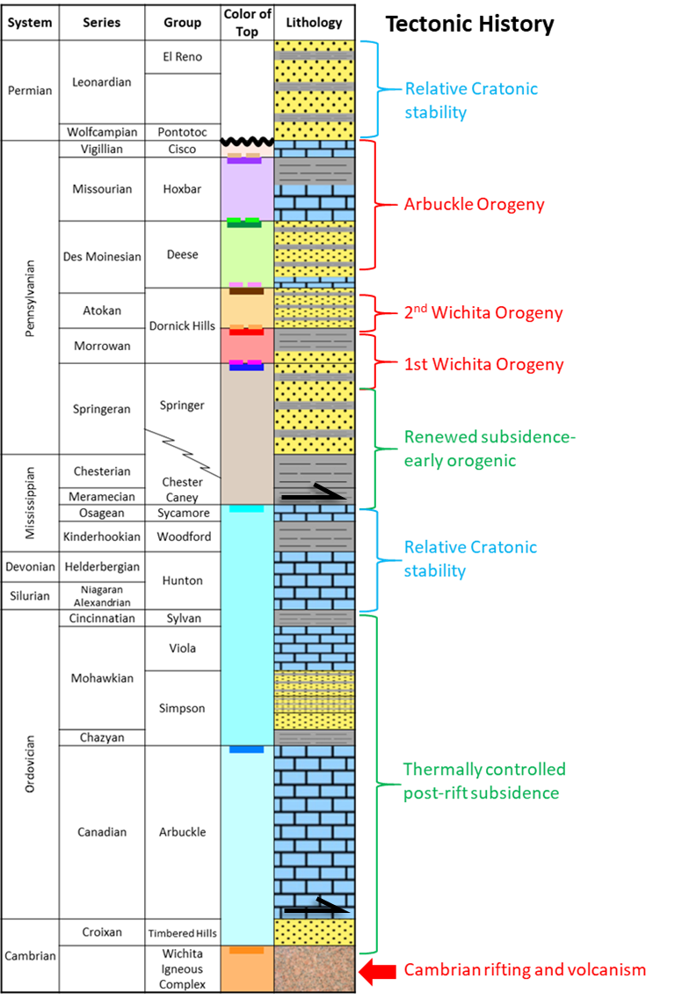 System
Series
Group
Color of
Top
Lithology
Tectonic History
Permian
Leonardian
El Reno
Relative Cratonic
stability
Wolfcampian
Pontotoc
Pennsylvanian
Vigillian
Cisco
Missourian
Hoxbar
Arbuckle Orogeny
Des Moinesian
Deese
Atokan
Dornick Hills
2nd Wichita Orogeny
Morrowan
1st Wichita Orogeny
Springeran
Springer
Renewed subsidence-
early orogenic
Mississippian
Chesterian
Chester
Meramecian
Caney
Osagean
Sycamore
Kinderhookian
Woodford
Relative Cratonic
stability
Devonian
Helderbergian
Hunton
Silurian
Niagaran
Alexandrian
Ordovician
Cincinnatian
Sylvan
Viola
Mohawkian
Simpson
Chazyan
Thermally controlled
post-rift subsidence
Canadian
Arbuckle
Cambrian
Croixan
Timbered Hills
Wichita
Igneous
Complex
Cambrian rifting and volcanism